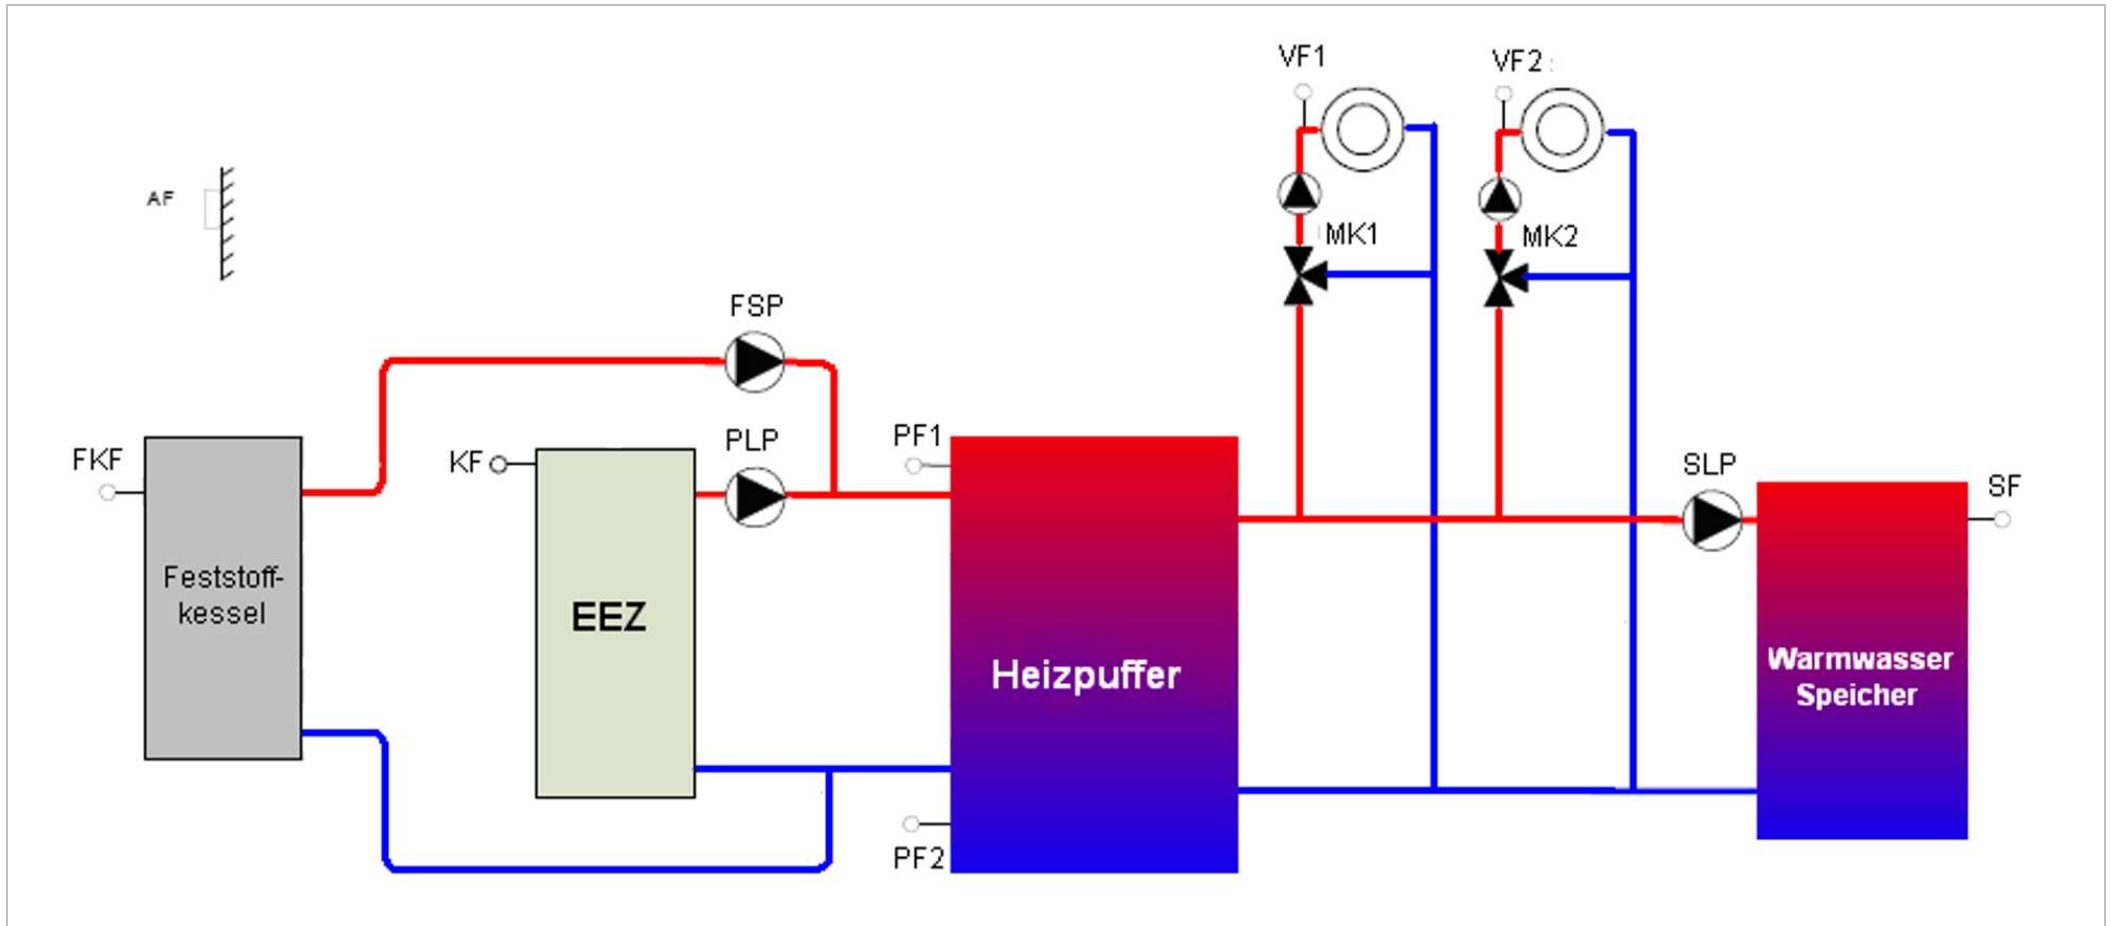 VF1
VF2
AF
MK1
MK2
FSP
PLP
PF1
FKF
KF
SLP
SF
Feststoff-
kessel
EEZ
Heizpuffer
Warmwasser
Speicher
PF2